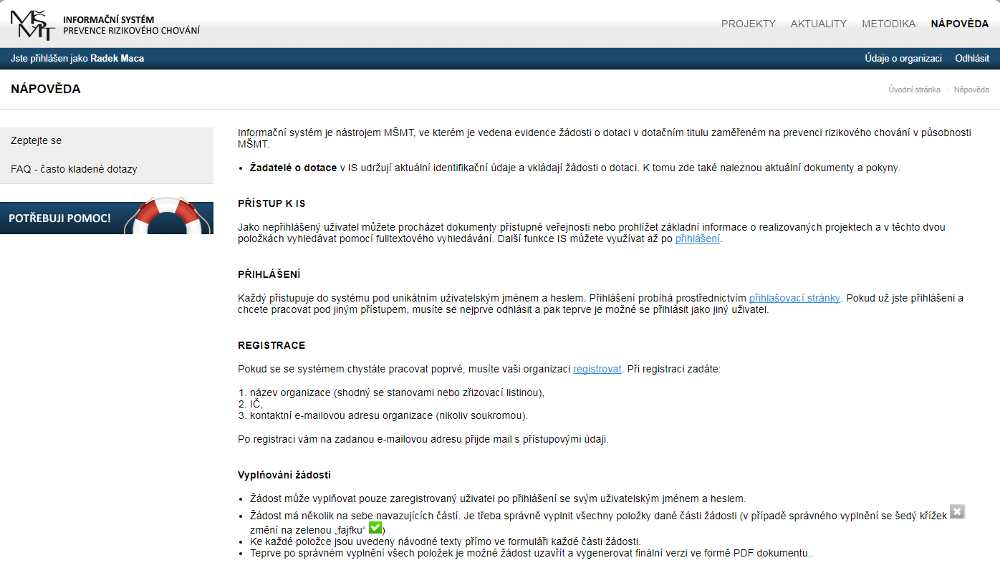 MŠMT
INFORMAČNÍ SYSTÉM
PREVENCE RIZIKOVÉHO CHOVÁNÍ
PROJEKTY AKTUALITY METODIKA NÁPOVĚDA
Jste přihlášen jako Radek Maca
Údaje o organizaci Odhlásit
NÁPOVĚDA
Úvodní stránka Nápověda
Zeptejte se
FAQ - často kladené dotazy
POTŘEBUJI POMOC!
Informační systém je nástrojem MŠMT, ve kterém je vedena evidence žádosti o dotaci v dotačním titulu zaměřeném na prevenci rizikového chování v působnosti
MŠMT.
• Žadatelé o dotace v IS udržují aktuální identifikační údaje a vkládají žádosti o dotaci. K tomu zde také naleznou aktuální dokumenty a pokyny.
PŘÍSTUP K IS
Jako nepřihlášený uživatel můžete procházet dokumenty přístupné veřejnosti nebo prohlížet základní informace o realizovaných projektech a v těchto dvou
položkách vyhledávat pomocí fulltextového vyhledávání. Další funkce IS můžete využívat až po přihlášení.
PŘIHLÁŠENÍ
Každý přistupuje do systému pod unikátním uživatelským jménem a heslem. Přihlášení probíhá prostřednictvím přihlašovací stránky. Pokud už jste přihlášeni a
chcete pracovat pod jiným přístupem, musíte se nejprve odhlásit a pak teprve je možné se přihlásit jako jiný uživatel.
REGISTRACE
Pokud se se systémem chystáte pracovat poprvé, musíte vaši organizaci registrovat. Při registraci zadáte:
1. název organizace (shodný se stanovami nebo zřizovací listinou),
2. IČ,
3. kontaktní e-mailovou adresu organizace (nikoliv soukromou).
Po registraci vám na zadanou e-mailovou adresu přijde mail s přístupovými údaji.
Vyplňování žádosti
• Žádost může vyplňovat pouze zaregistrovaný uživatel po přihlášení se svým uživatelským jménem a heslem.
• Žádost má několik na sebe navazujících částí. Je třeba správně vyplnit všechny položky dané části žádosti (v případě správného vyplnění se šedý křížek
změní na zelenou „fajfku“ )
• Ke každé položce jsou uvedeny návodné texty přímo ve formuláři každé části žádosti.
• Teprve po správném vyplnění všech položek je možné žádost uzavřít a vygenerovat finální verzi ve formě PDF dokumentu..